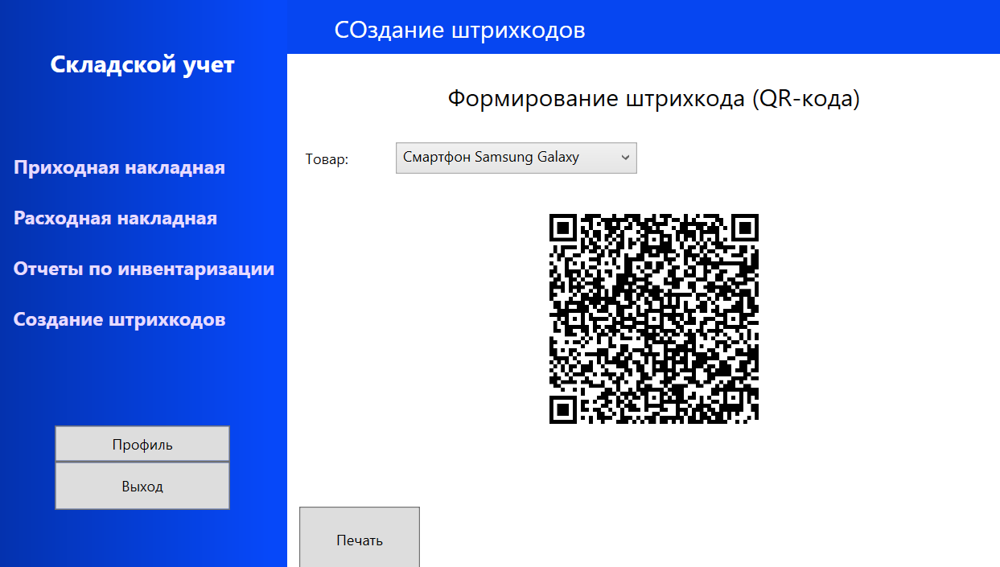 СОздание штрихкодов
Складской учет
Формирование штрихкода (QR-кода)
Товар:
Смартфон Samsung Galaxy
Приходная накладная
Расходная накладная
Отчеты по инвентаризации
Создание штрихкодов
Профиль
Выход
Печать